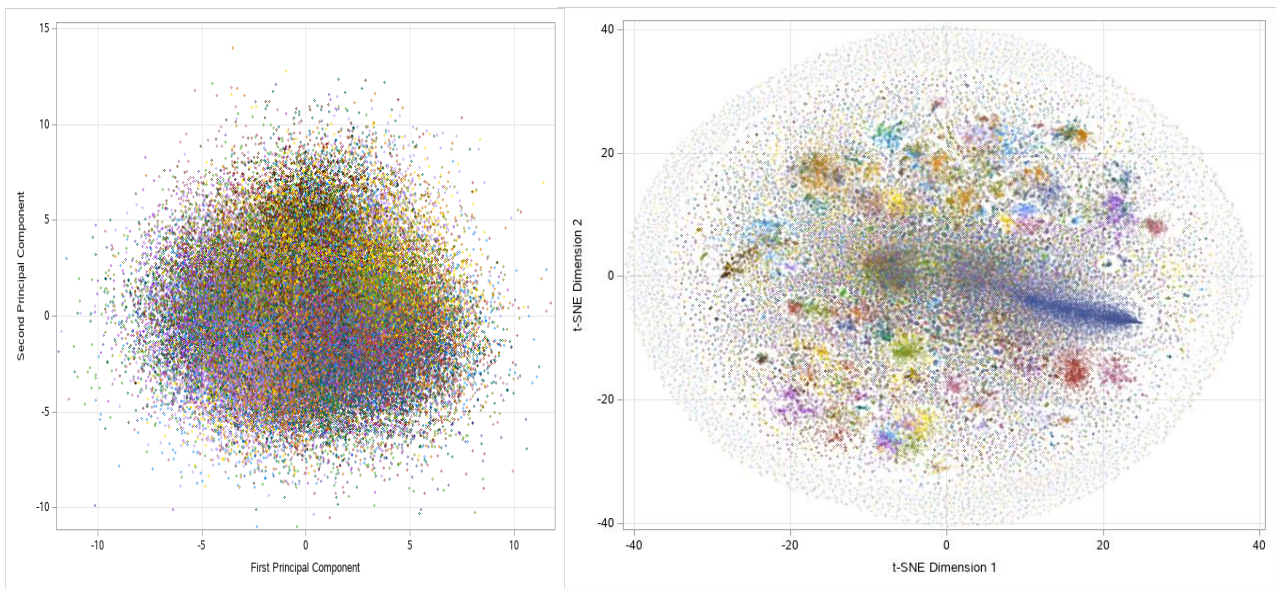 15
10
5
0
-5
-10
Second Principal Component
-10 -5 0 5 10
First Principal Component
40
20
0
-20
-40
t-SNE Dimension 2
-40 -20 0 20 40
t-SNE Dimension 1